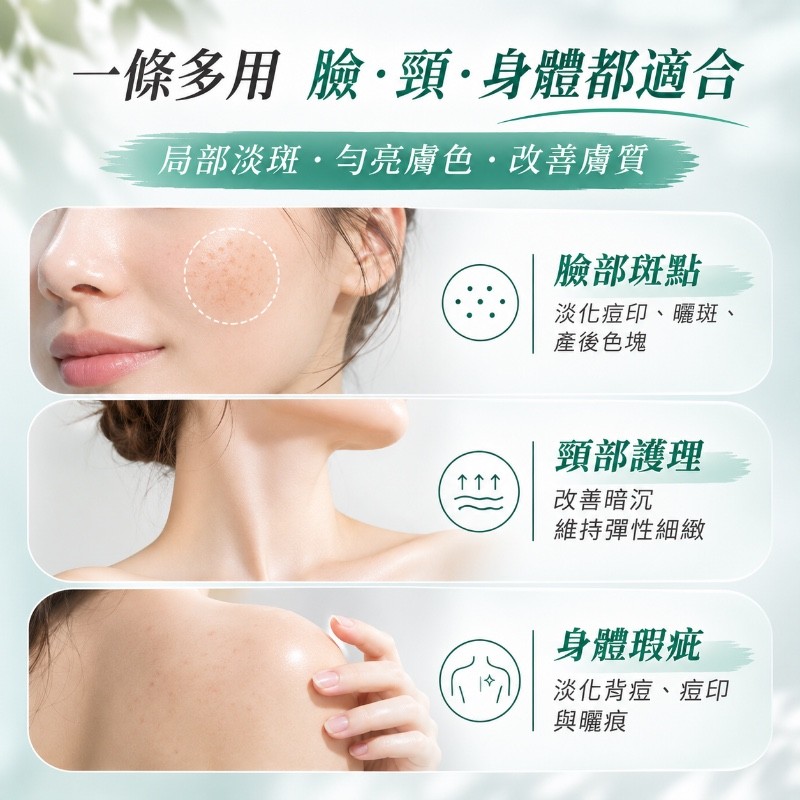 一條多用 臉·頸·身體都適合
局部淡斑·勻亮膚色·改善膚質
臉部斑點
淡化痘印、曬斑、
產後色塊
頸部護理
改善暗沉
維持彈性細緻
身體瑕疵
淡化背痘、痘印
與曬痕